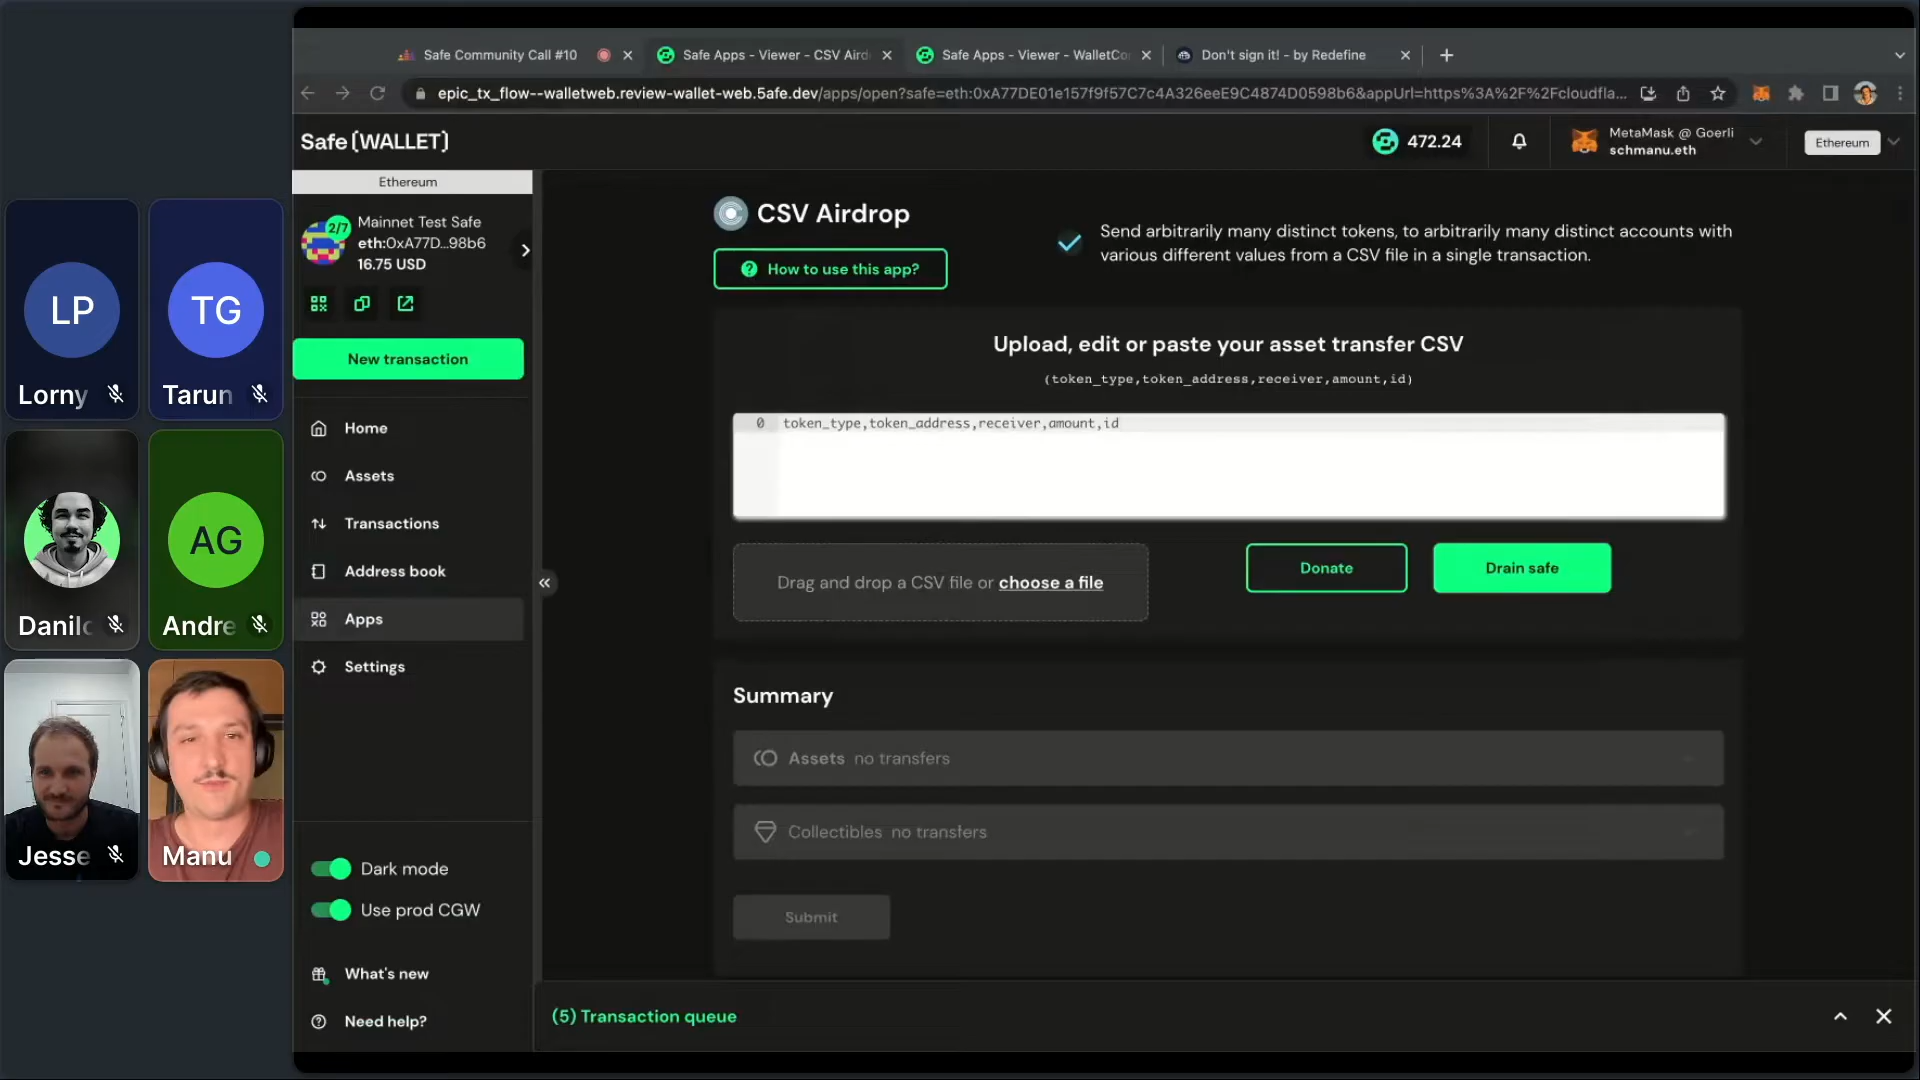 LP
Lorny
TG
Tarun
Danilo
AG
Andre
Jesse
Manu
Safe Community Call #10
Safe Apps - Viewer - CSV Aird
Safe Apps - Viewer - WalletCo
Don't sign it! - by Redefine
epic_tx_flow--walletweb.review-wallet-web.5afe.dev/apps/open?safe=eth:0xA77DE01e157f9f57C7c4A326eeE9C4874D0598b6&appUrl=https%3A%2F%2Fcloudfla...
Safe{WALLET}
472.24
MetaMask @ Goerli
schmanu.eth
Ethereum
Ethereum
2/7
Mainnet Test Safe
eth:0xA77D...98b6
16.75 USD
New transaction
Home
Assets
Transactions
Address book
Apps
Settings
Dark mode
Use prod CGW
What's new
Need help?
CSV Airdrop
How to use this app?
Send arbitrarily many distinct tokens, to arbitrarily many distinct accounts with
various different values from a CSV file in a single transaction.
Upload, edit or paste your asset transfer CSV
(token_type,token_address,receiver,amount,id)
0 token_type,token_address,receiver,amount,id
Drag and drop a CSV file or choose a file
Donate
Drain safe
Summary
Assets no transfers
Collectibles no transfers
Submit
(5) Transaction queue